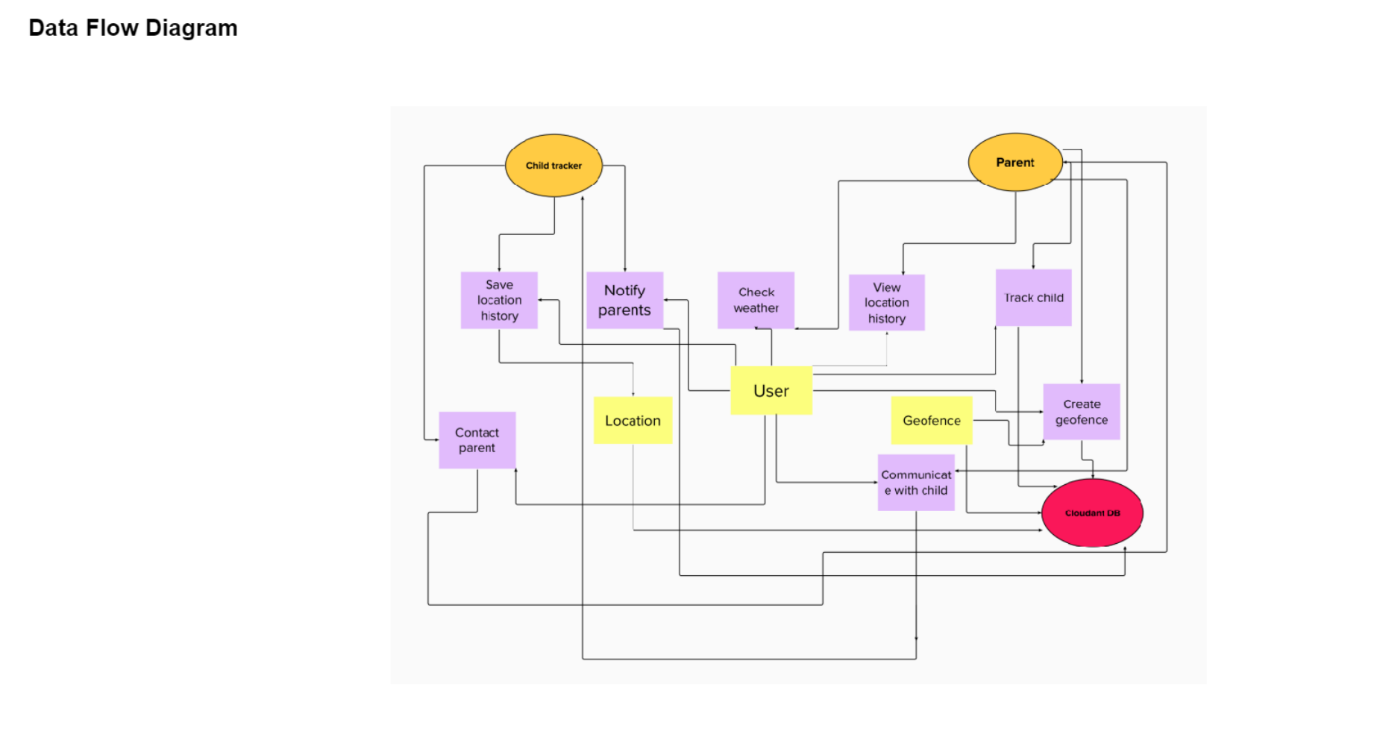 Data Flow Diagram
Child tracker
Parent
Save
location
history
Notify
parents
Check
weather
View
location
history
Track child
User
Location
Geofence
Create
geofence
Contact
parent
Communicat
e with child
Cloudant DB